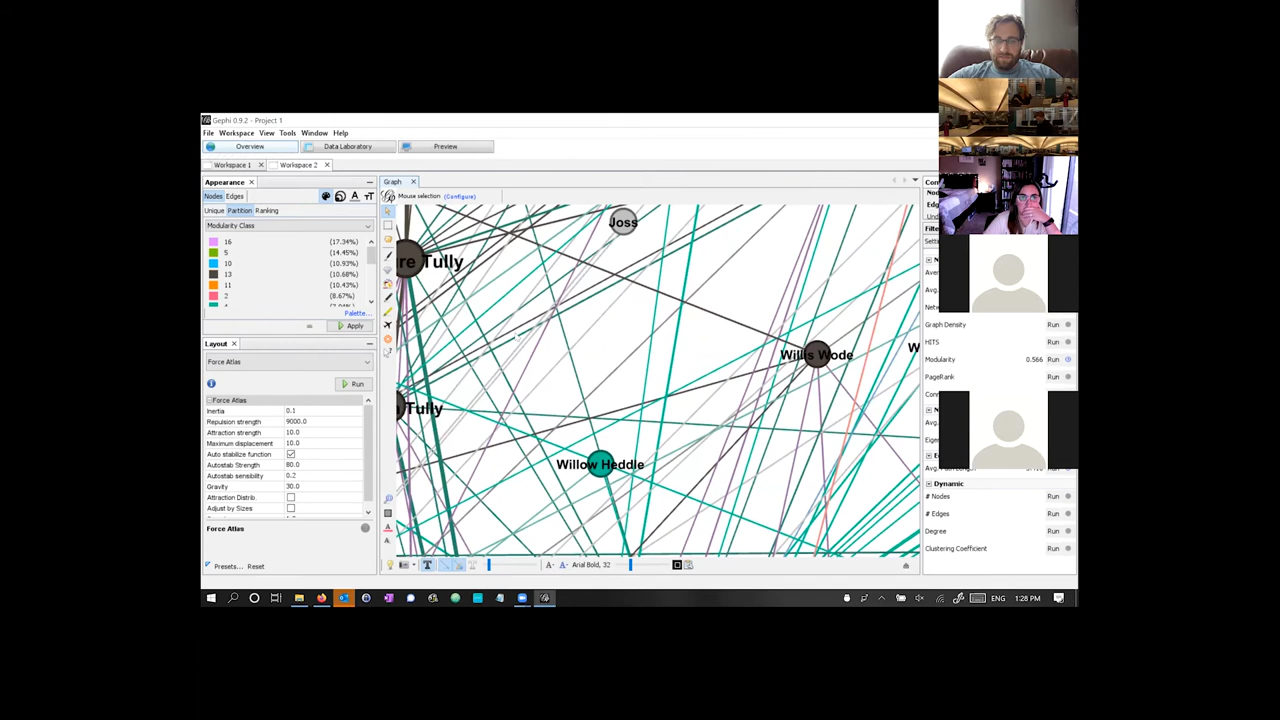 Gephi 0.9.2 - Project 1
File Workspace View Tools Window Help
Overview Data Laboratory Preview
Workspace 1 Workspace 2
Appearance
Nodes Edges
Unique Partition Ranking
Modularity Class
16 (17.34%)
5 (14.45%)
10 (10.93%)
13 (10.68%)
11 (10.43%)
2 (8.67%)
Palette...
Apply
Layout
Force Atlas
Run
Force Atlas
Inertia 0.1
Repulsion strength 9000.0
Attraction strength 10.0
Maximum displacement 10.0
Auto stabilize function
Autostab Strength 80.0
Autostab sensibility 0.2
Gravity 30.0
Attraction Distrib.
Adjust by Sizes
Force Atlas
Presets... Reset
Graph
Mouse selection (Configure)
Joss
re Tully
Willis Wode
W
Tully
Willow Heddle
Arial Bold, 32
Graph Density Run
HITS Run
Modularity 0.566 Run
PageRank Run
Dynamic
# Nodes Run
# Edges Run
Degree Run
Clustering Coefficient Run
ENG 1:28 PM